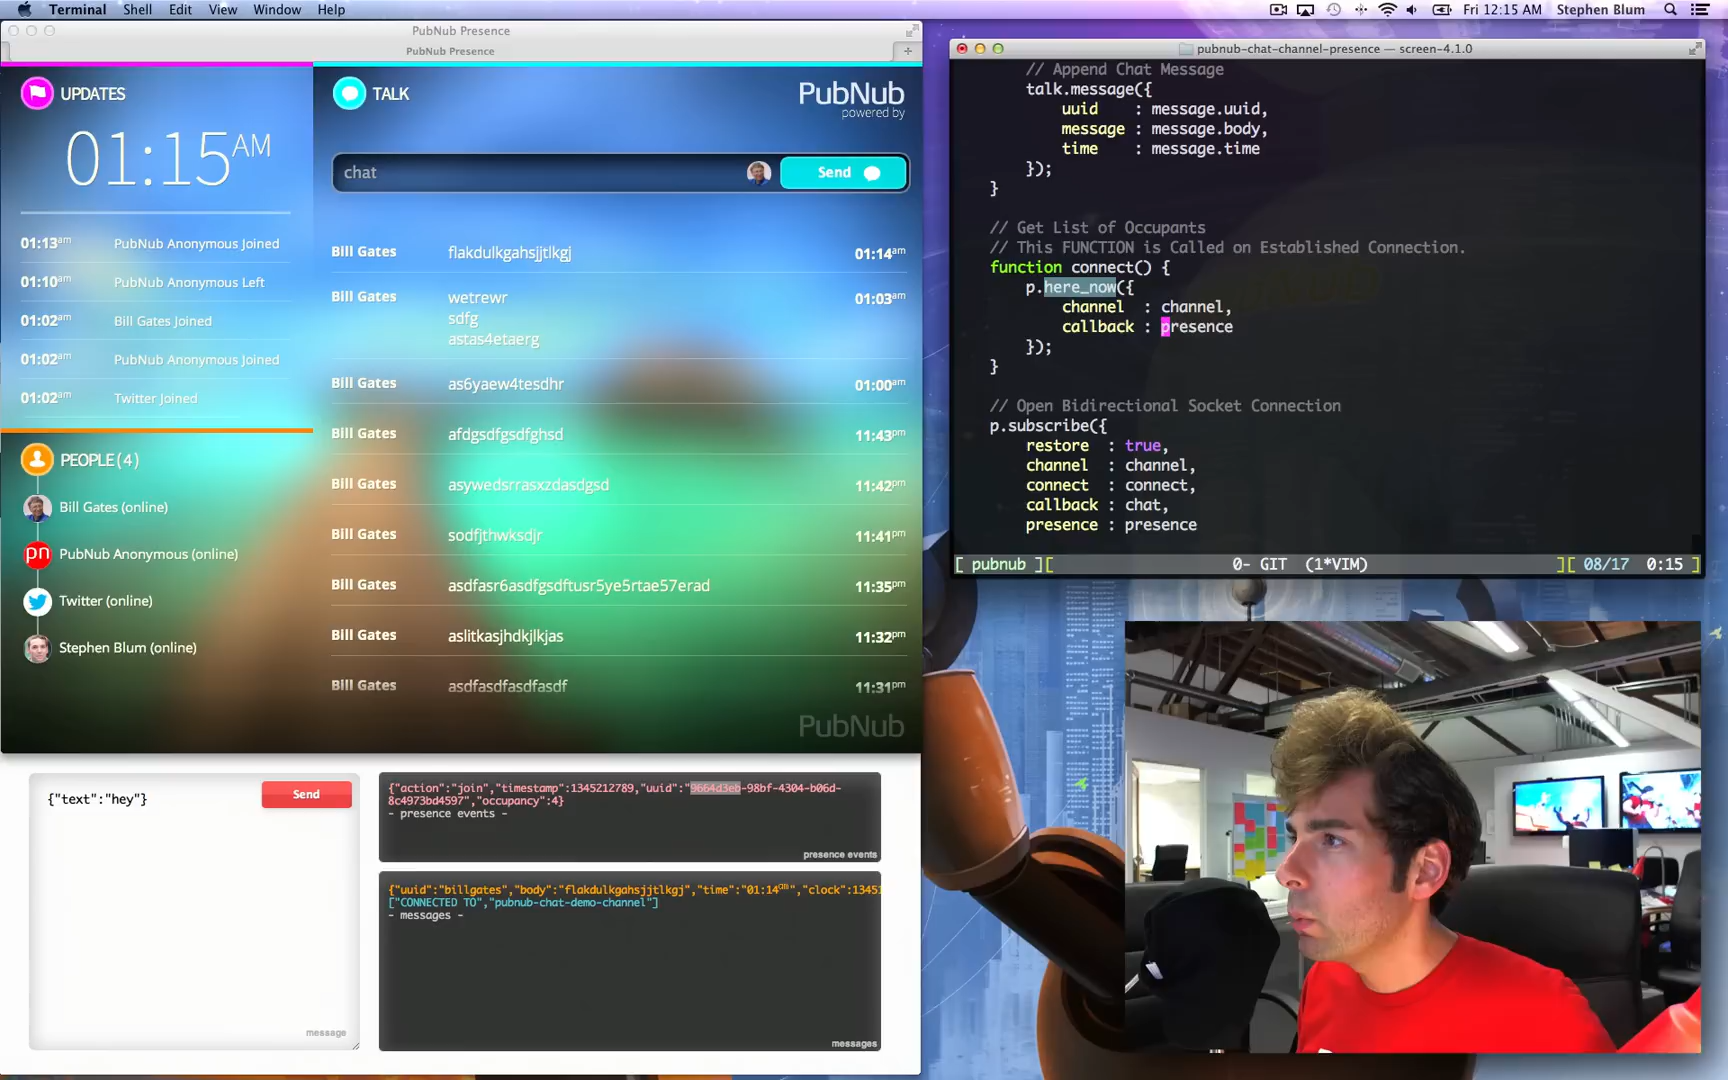 Terminal Shell Edit View Window Help
Fri 12:15 AM Stephen Blum
PubNub Presence
PubNub Presence
UPDATES
01:15AM
01:13am PubNub Anonymous Joined
01:10am PubNub Anonymous Left
01:02am Bill Gates Joined
01:02am PubNub Anonymous Joined
01:02am Twitter Joined
PEOPLE (4)
Bill Gates (online)
pn PubNub Anonymous (online)
Twitter (online)
Stephen Blum (online)
TALK
PubNub
powered by
chat Send
Bill Gates flakdulkgahsjjtlkgj 01:14am
Bill Gates wetrewr 01:03am
sdfg
astas4etaerg
Bill Gates as6yaew4tesdhr 01:00am
Bill Gates afdgsdfgsdfghsd 11:43pm
Bill Gates asywedsrrasxzdasdgsd 11:42pm
Bill Gates sodfjthwksdjr 11:41pm
Bill Gates asdfasr6asdfgsdftusr5ye5rtae57erad 11:35pm
Bill Gates aslitkasjhdkjlkjas 11:32pm
Bill Gates asdfasdfasdfasdf 11:31pm
PubNub
{"text":"hey"}
Send
message
{"action":"join","timestamp":1345212789,"uuid":"9664d3eb-98bf-4304-b06d-
8c4973bd4597","occupancy":4}
- presence events -
presence events
{"uuid":"billgates","body":"flakdulkgahsjjtlkgj","time":"01:14am","clock":1345
["CONNECTED TO","pubnub-chat-demo-channel"]
- messages -
messages
pubnub-chat-channel-presence — screen-4.1.0
// Append Chat Message
talk.message({
uuid : message.uuid,
message : message.body,
time : message.time
});
}
// Get List of Occupants
// This FUNCTION is Called on Established Connection.
function connect() {
p.here_now({
channel : channel,
callback : presence
});
}
// Open Bidirectional Socket Connection
p.subscribe({
restore : true,
channel : channel,
connect : connect,
callback : chat,
presence : presence
[ pubnub ][ 0- GIT (1*VIM) ][ 08/17 0:15 ]